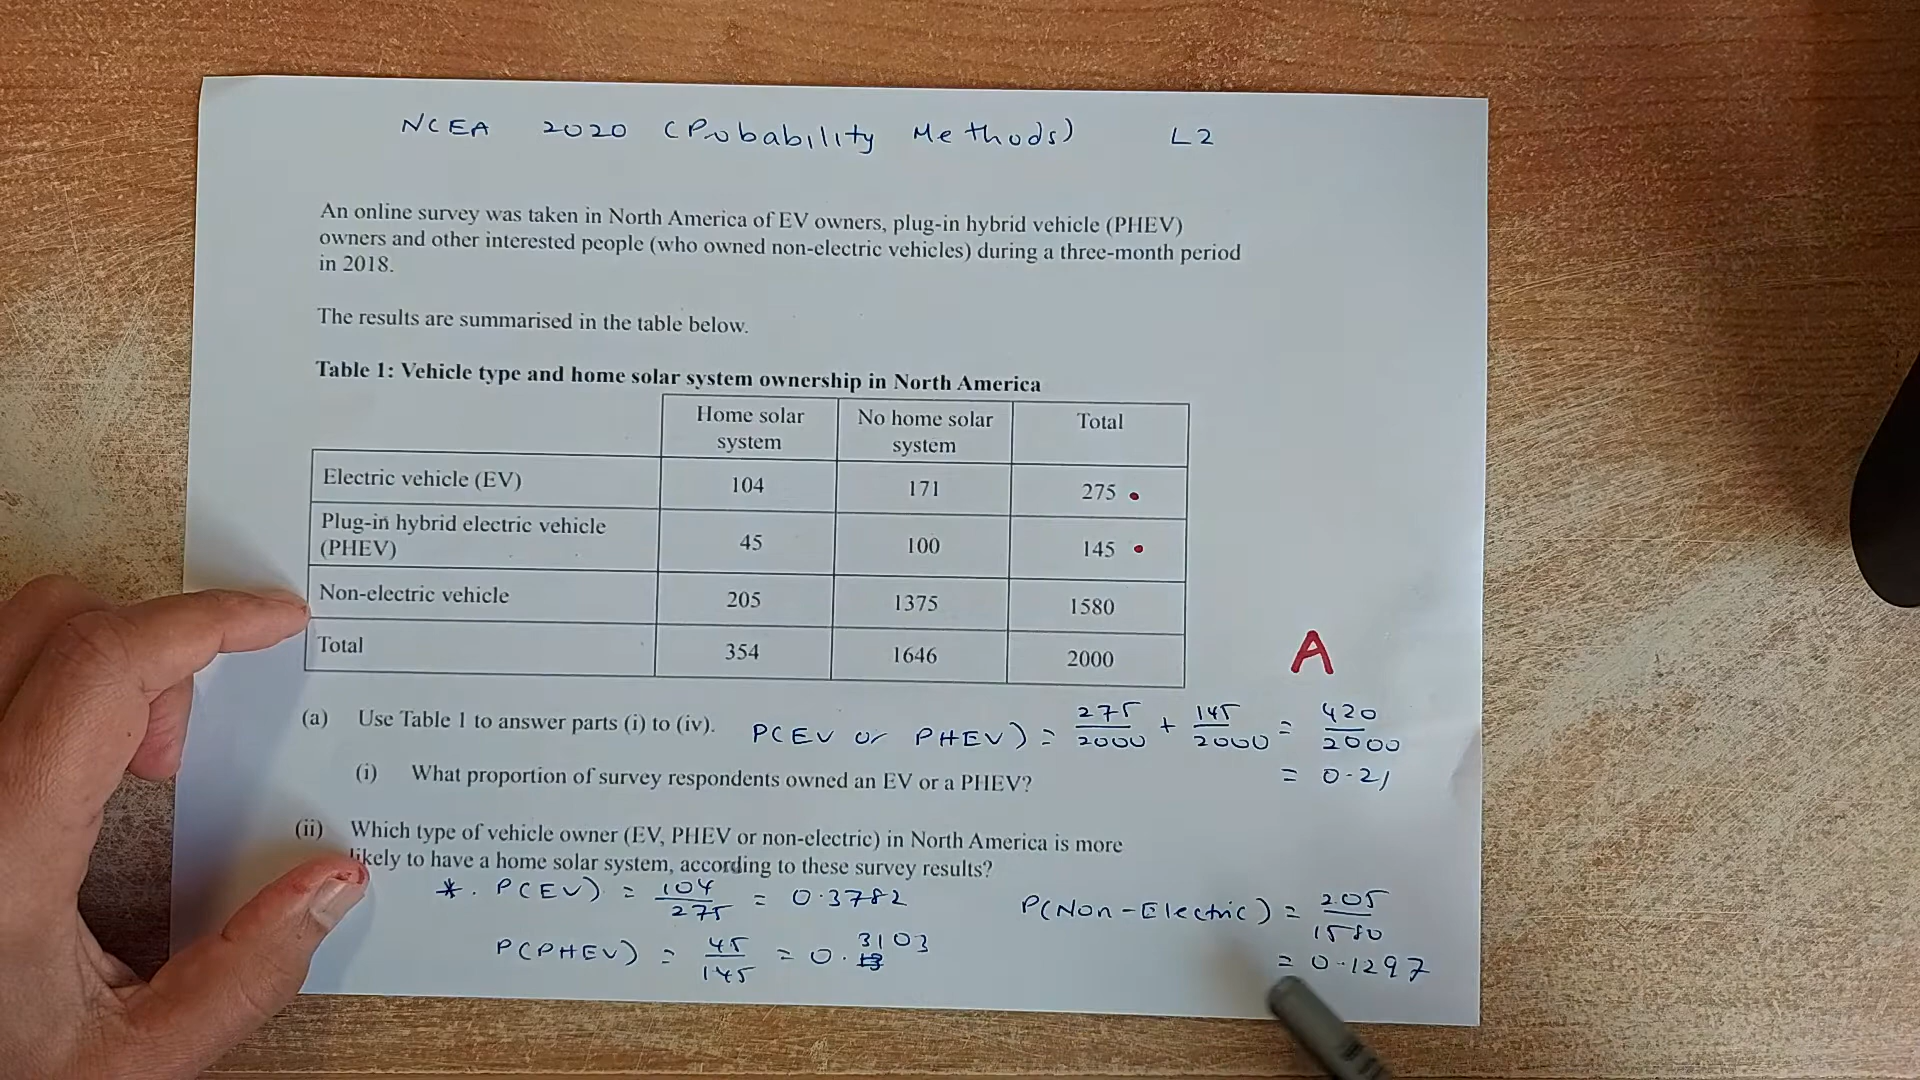 NCEA 2020 (Probability Methods) L2
An online survey was taken in North America of EV owners, plug-in hybrid vehicle (PHEV)
owners and other interested people (who owned non-electric vehicles) during a three-month period
in 2018.
The results are summarised in the table below.
Table 1: Vehicle type and home solar system ownership in North America
Home solar system No home solar system Total
Electric vehicle (EV) 104 171 275
Plug-in hybrid electric vehicle (PHEV) 45 100 145
Non-electric vehicle 205 1375 1580
Total 354 1646 2000
A
(a) Use Table 1 to answer parts (i) to (iv).
P(EV or PHEV) = 275/2000 + 145/2000 = 420/2000
= 0.21
(i) What proportion of survey respondents owned an EV or a PHEV?
(ii) Which type of vehicle owner (EV, PHEV or non-electric) in North America is more
likely to have a home solar system, according to these survey results?
*. P(EV) = 104/275 = 0.3782
P(PHEV) = 45/145 = 0.3103
P(Non-Electric) = 205/1580
= 0.1297